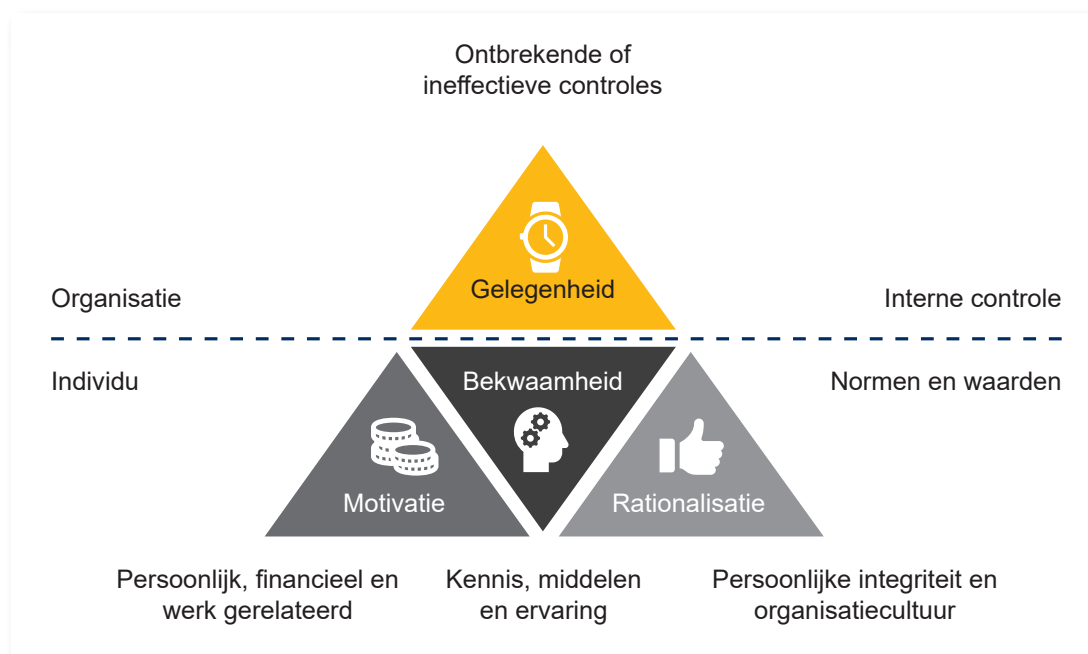 Ontbrekende of
ineffectieve controles
Gelegenheid
Organisatie
Interne controle
Individu
Bekwaamheid
Normen en waarden
Motivatie
Rationalisatie
Persoonlijk, financieel en
werk gerelateerd
Kennis, middelen
en ervaring
Persoonlijke integriteit en
organisatiecultuur